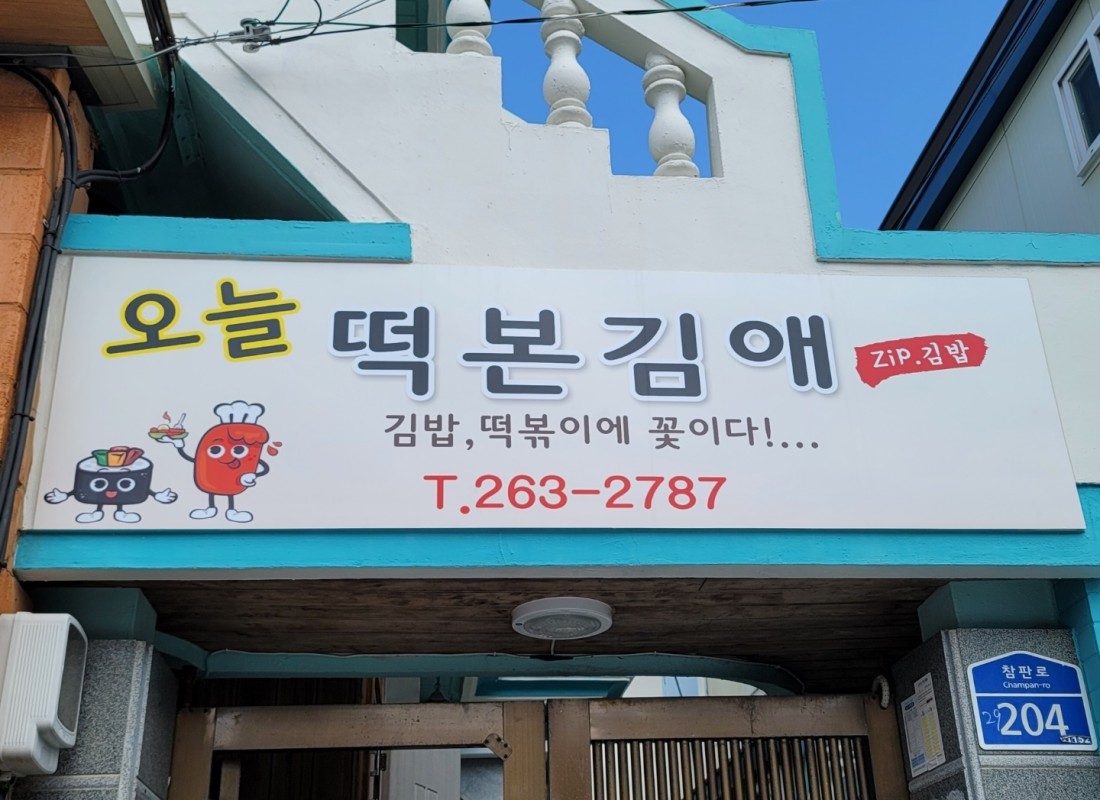 오늘 떡본김애 ZiP.김밥
김밥,떡볶이에 꽃이다!...
T.263-2787
참판로
Champan-ro
204